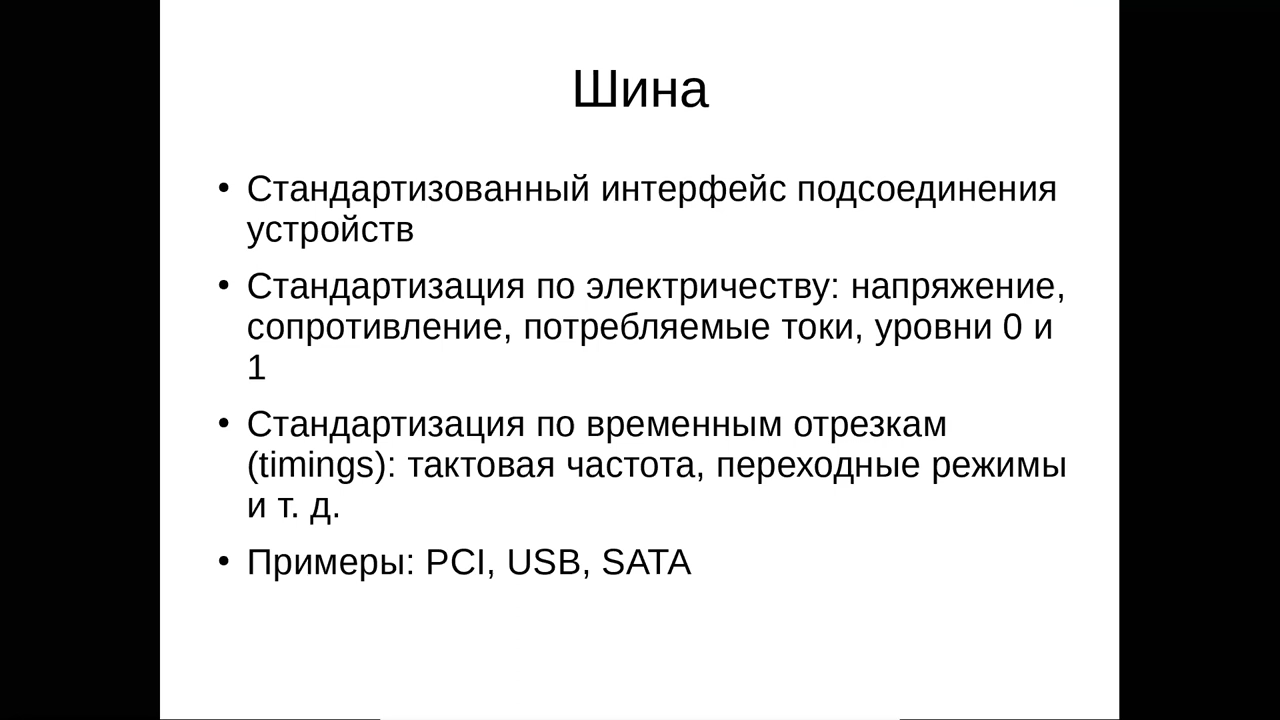 Шина
• Стандартизованный интерфейс подсоединения
устройств
• Стандартизация по электричеству: напряжение,
сопротивление, потребляемые токи, уровни 0 и
1
• Стандартизация по временным отрезкам
(timings): тактовая частота, переходные режимы
и т. д.
• Примеры: PCI, USB, SATA